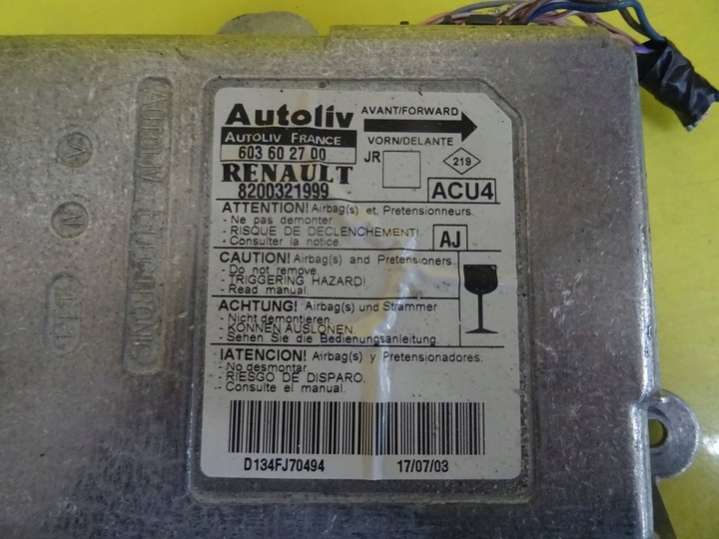 Autoliv
AUTOLIV FRANCE
603 60 27 00
RENAULT
8200321999
AVANT/FORWARD
VORN/DELANTE
JR
219
ACU4
ATTENTION! Airbag(s) et, Pretensionneurs.
- Ne pas demonter
- RISQUE DE DECLENCHEMENT!
- Consulter la notice.
AJ
CAUTION! Airbag(s) and Pretensioners.
- Do not remove
- TRIGGERING HAZARD!
- Read manual.
ACHTUNG! Airbag(s) und Strammer
- Nicht demontieren
- KONNEN AUSLONEN
- Sehen Sie die Bedienungsanleitung
!ATENCION! Airbag(s) y Pretensionadores.
- No desmontar
- RIESGO DE DISPARO.
- Consulte el manual.
D134FJ70494 17/07/03